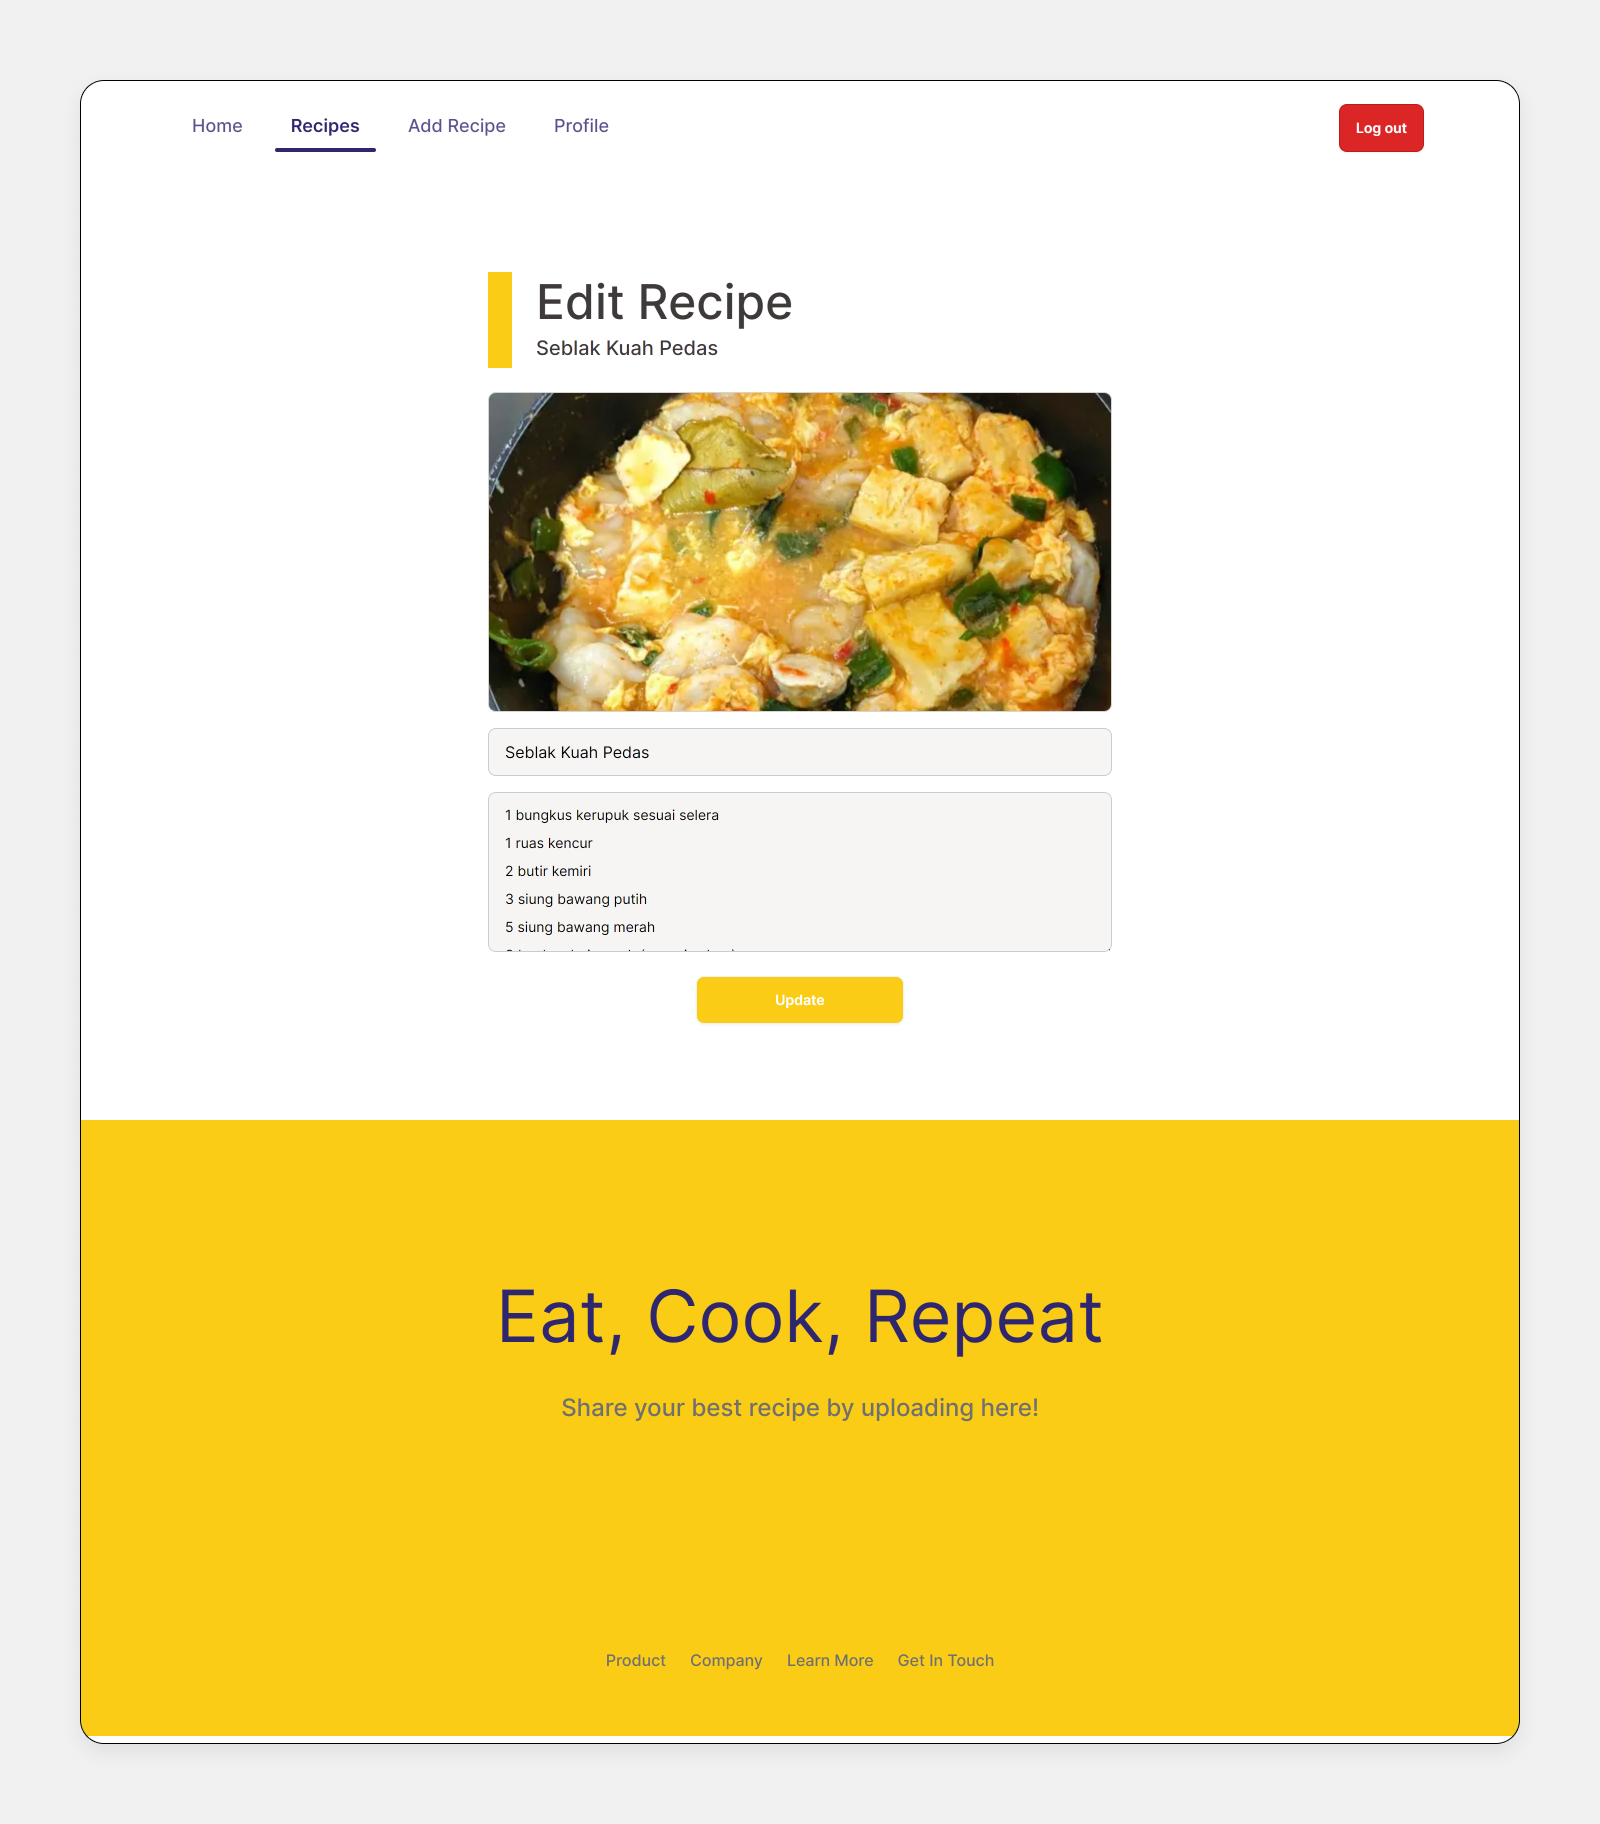 Home Recipes Add Recipe Profile Log out
Edit Recipe
Seblak Kuah Pedas
Seblak Kuah Pedas
1 bungkus kerupuk sesuai selera
1 ruas kencur
2 butir kemiri
3 siung bawang putih
5 siung bawang merah
Update
Eat, Cook, Repeat
Share your best recipe by uploading here!
Product Company Learn More Get In Touch